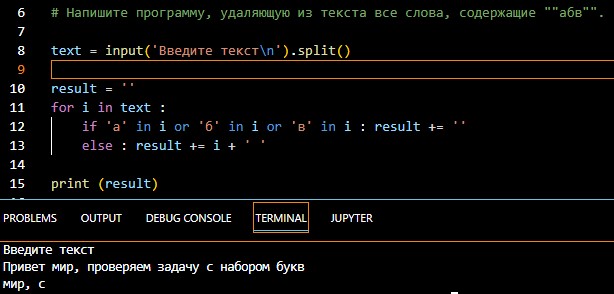 6 # Напишите программу, удаляющую из текста все слова, содержащие ""абв"".
7
8 text = input('Введите текст\n').split()
9
10 result = ''
11 for i in text :
12 if 'а' in i or 'б' in i or 'в' in i : result += ''
13 else : result += i + ' '
14
15 print (result)
PROBLEMS OUTPUT DEBUG CONSOLE TERMINAL JUPYTER
Введите текст
Привет мир, проверяем задачу с набором букв
мир, с